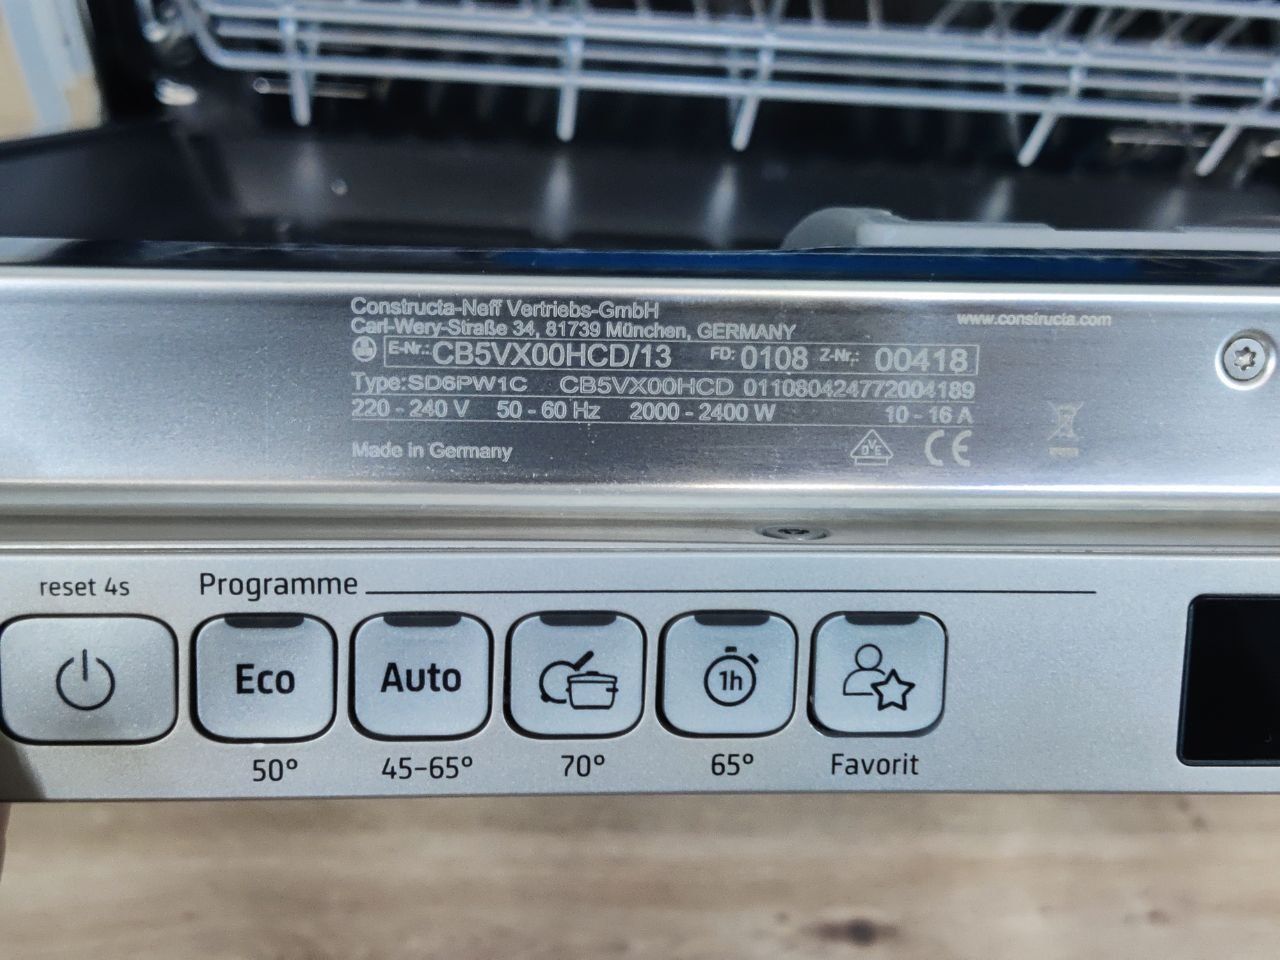 Constructa-Neff Vertriebs-GmbH
www.constructa.com
Carl-Wery-Straße 34, 81739 München, GERMANY
E-Nr.: CB5VX00HCD/13 FD: 0108 Z-Nr.: 00418
Type: SD6PW1C CB5VX00HCD 011080424772004189
220 - 240 V 50 - 60 Hz 2000 - 2400 W 10 - 16 A
Made in Germany
DVE CE
reset 4s Programme
Eco Auto 1h
50° 45-65° 70° 65° Favorit